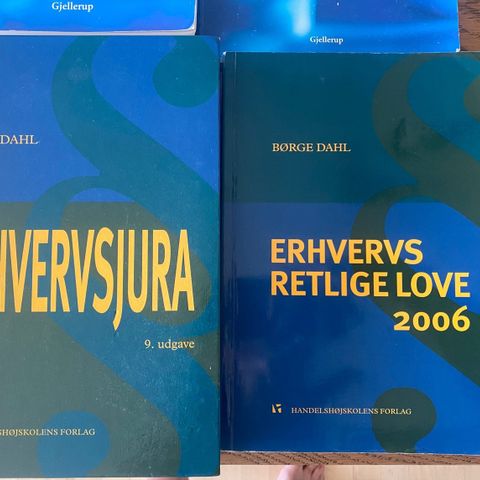 Gjellerup
Gjellerup
DAHL
HVERVSJURA
9. udgave
SHØJSKOLENS FORLAG
BØRGE DAHL
ERHVERVS
RETLIGE LOVE
2006
HANDELSHØJSKOLENS FORLAG